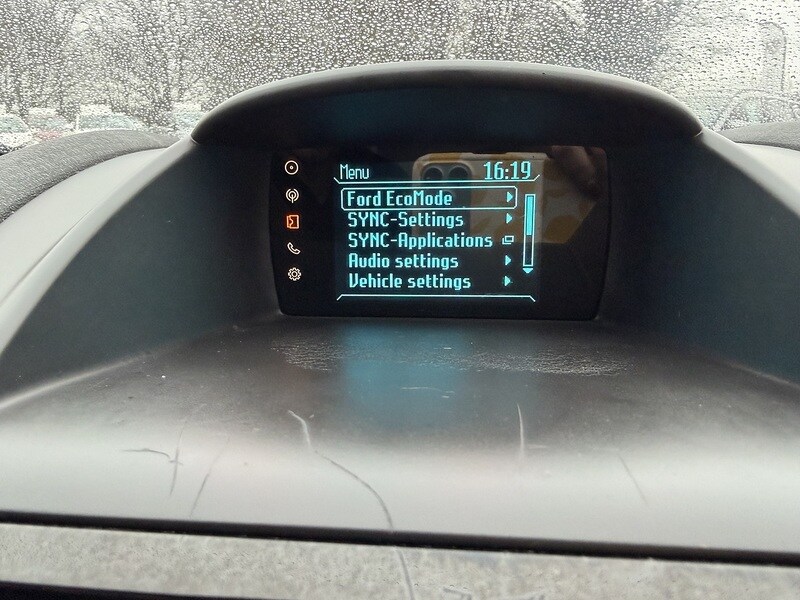 Menu 16:19
Ford EcoMode
SYNC-Settings
SYNC-Applications
Audio settings
Vehicle settings